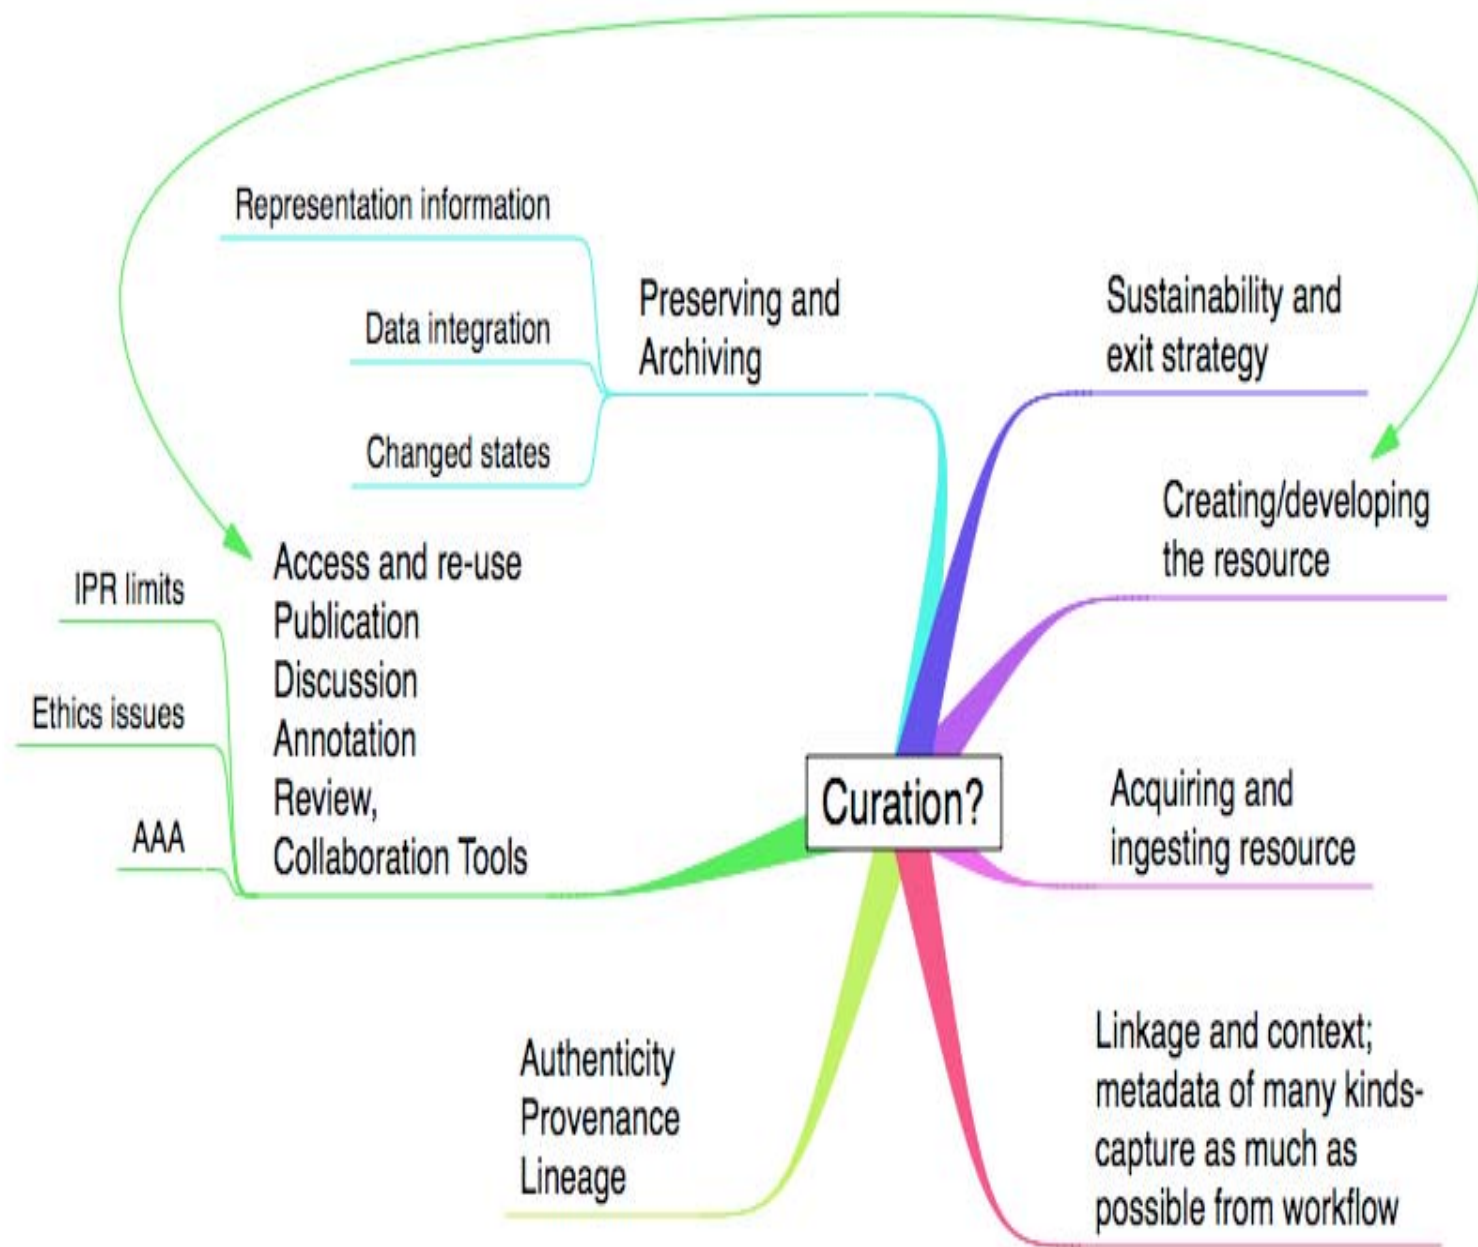 Representation information
Data integration
Changed states
Preserving and
Archiving
Sustainability and
exit strategy
Creating/developing
the resource
IPR limits
Ethics issues
AAA
Access and re-use
Publication
Discussion
Annotation
Review,
Collaboration Tools
Curation?
Acquiring and
ingesting resource
Authenticity
Provenance
Lineage
Linkage and context;
metadata of many kinds-
capture as much as
possible from workflow